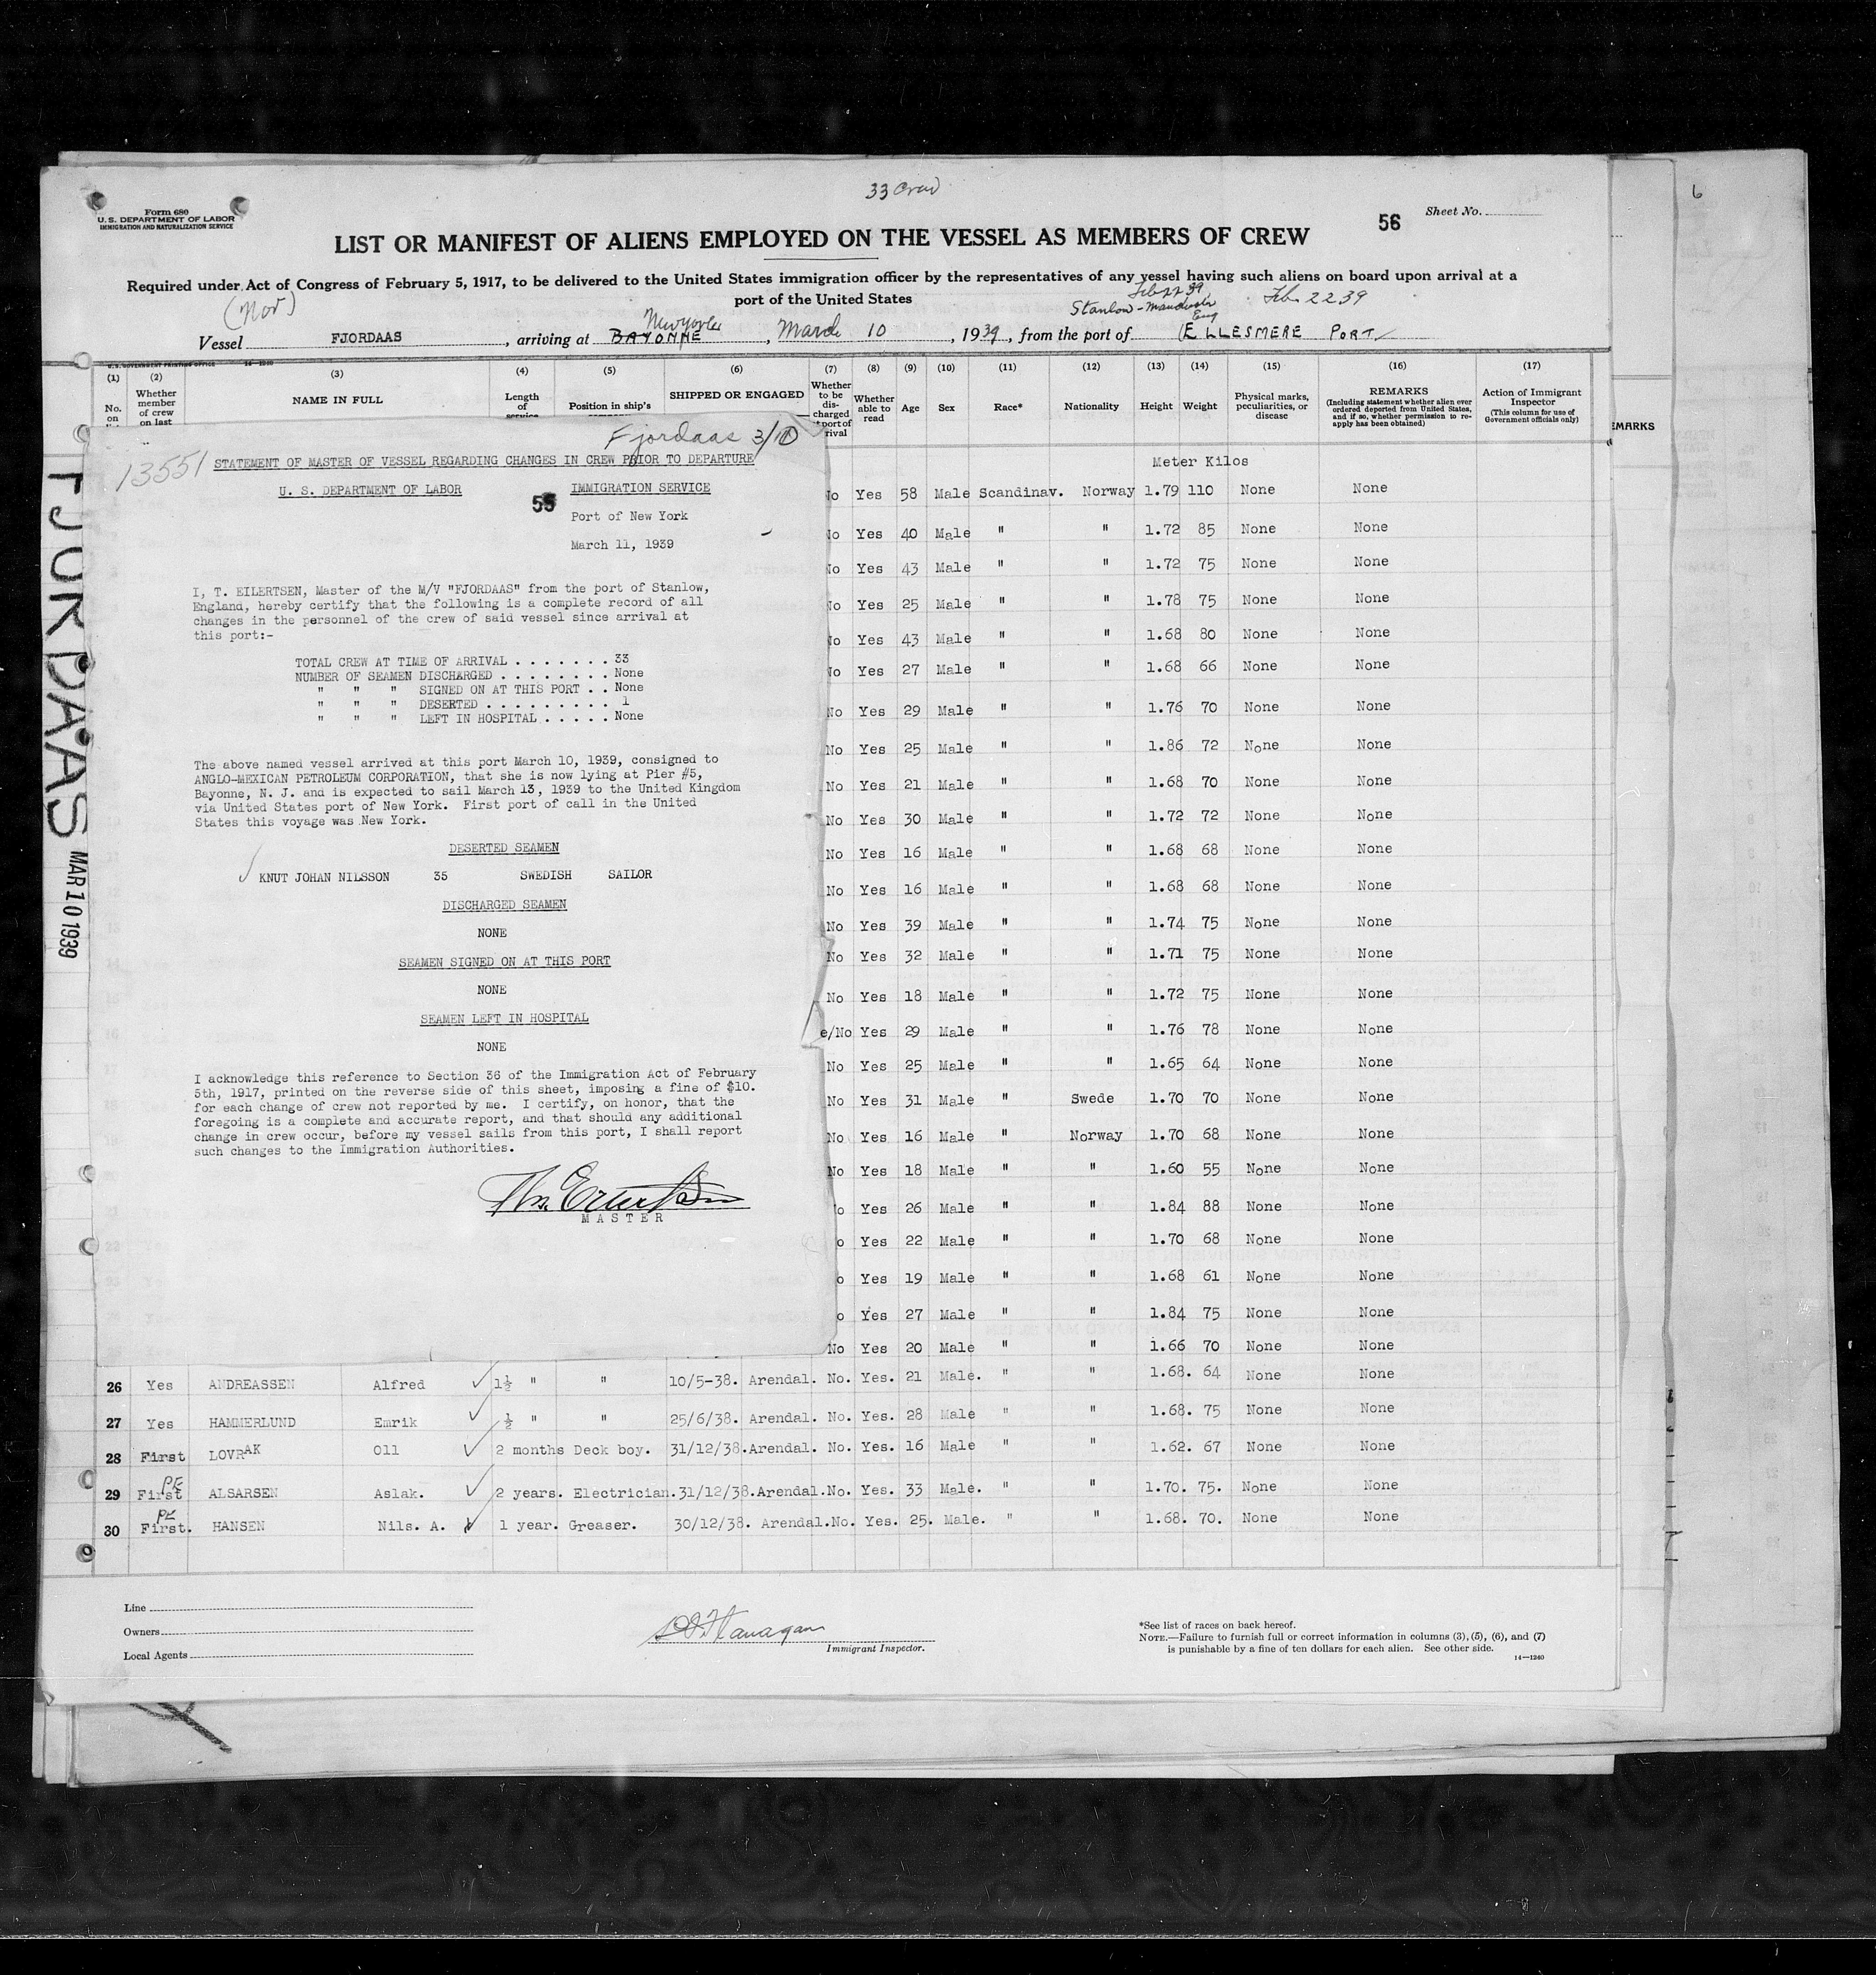 33 Crew
Form 680
U. S. DEPARTMENT OF LABOR
IMMIGRATION AND NATURALIZATION SERVICE
Sheet No.
56
6
LIST OR MANIFEST OF ALIENS EMPLOYED ON THE VESSEL AS MEMBERS OF CREW
Required under Act of Congress of February 5, 1917, to be delivered to the United States immigration officer by the representatives of any vessel having such aliens on board upon arrival at a
port of the United States
(Nor)
Feb 22 39
Feb. 22 39
Stanlow - Manchester
Eng
New York
Vessel FJORDAAS, arriving at BAYONNE, March 10, 1939, from the port of ELLESMERE PORT
U.S. GOVERNMENT PRINTING OFFICE 14—1240
(1) (2) (3) (4) (5) (6) (7) (8) (9) (10) (11) (12) (13) (14) (15) (16) (17)
No. on
Whether member of crew on last
NAME IN FULL
Length of service
Position in ship's
SHIPPED OR ENGAGED
Whether to be discharged at port of arrival
Whether able to read
Age
Sex
Race*
Nationality
Height
Weight
Physical marks, peculiarities, or disease
REMARKS
(Including statement whether alien ever ordered deported from United States, and if so, whether permission to reapply has been obtained)
Action of Immigrant Inspector
(This column for use of Government officials only)
EMARKS
FJORDAAS MAR 10 1939
Fjordaas 3/10
13551
STATEMENT OF MASTER OF VESSEL REGARDING CHANGES IN CREW PRIOR TO DEPARTURE
U. S. DEPARTMENT OF LABOR
55
IMMIGRATION SERVICE
Port of New York
March 11, 1939
I, T. EILERTSEN, Master of the M/V "FJORDAAS" from the port of Stanlow,
England, hereby certify that the following is a complete record of all
changes in the personnel of the crew of said vessel since arrival at
this port:-
TOTAL CREW AT TIME OF ARRIVAL . . . . . . . 33
NUMBER OF SEAMEN DISCHARGED . . . . . . . . None
" " " SIGNED ON AT THIS PORT . . None
" " " DESERTED . . . . . . . . . . 1
" " " LEFT IN HOSPITAL . . . . . None
The above named vessel arrived at this port March 10, 1939, consigned to
ANGLO-MEXICAN PETROLEUM CORPORATION, that she is now lying at Pier #5,
Bayonne, N. J. and is expected to sail March 13, 1939 to the United Kingdom
via United States port of New York. First port of call in the United
States this voyage was New York.
DESERTED SEAMEN
KNUT JOHAN NILSSON 35 SWEDISH SAILOR
DISCHARGED SEAMEN
NONE
SEAMEN SIGNED ON AT THIS PORT
NONE
SEAMEN LEFT IN HOSPITAL
NONE
I acknowledge this reference to Section 36 of the Immigration Act of February
5th, 1917, printed on the reverse side of this sheet, imposing a fine of $10.
for each change of crew not reported by me. I certify, on honor, that the
foregoing is a complete and accurate report, and that should any additional
change in crew occur, before my vessel sails from this port, I shall report
such changes to the Immigration Authorities.
Th. Eilertsen
MASTER
Meter Kilos
No Yes 58 Male Scandinav. Norway 1.79 110 None None
No Yes 40 Male " " 1.72 85 None None
No Yes 43 Male " " 1.72 75 None None
No Yes 25 Male " " 1.78 75 None None
No Yes 43 Male " " 1.68 80 None None
No Yes 27 Male " " 1.68 66 None None
No Yes 29 Male " " 1.76 70 None None
No Yes 25 Male " " 1.86 72 None None
No Yes 21 Male " " 1.68 70 None None
No Yes 30 Male " " 1.72 72 None None
No Yes 16 Male " " 1.68 68 None None
No Yes 16 Male " " 1.68 68 None None
No Yes 39 Male " " 1.74 75 None None
No Yes 32 Male " " 1.71 75 None None
No Yes 18 Male " " 1.72 75 None None
e/No Yes 29 Male " " 1.76 78 None None
No Yes 25 Male " " 1.65 64 None None
No Yes 31 Male " Swede 1.70 70 None None
No Yes 16 Male " Norway 1.70 68 None None
No Yes 18 Male " " 1.60 55 None None
o Yes 26 Male " " 1.84 88 None None
o Yes 22 Male " " 1.70 68 None None
o Yes 19 Male " " 1.68 61 None None
o Yes 27 Male " " 1.84 75 None None
No Yes 20 Male " " 1.66 70 None None
26 Yes ANDREASSEN Alfred 1½ " " 10/5-38. Arendal. No. Yes. 21 Male. " " 1.68. 64 None None
27 Yes HAMMERLUND Emrik ½ " " 25/6/38. Arendal. No. Yes. 28 Male " " 1.68. 75 None None
28 First LOVRAK Oll 2 months Deck boy. 31/12/38. Arendal. No. Yes. 16 Male " " 1.62. 67 None None
PE
29 First ALSARSEN Aslak. 2 years. Electrician. 31/12/38. Arendal. No. Yes. 33 Male. " " 1.70. 75. None None
PE
30 First. HANSEN Nils. A. 1 year. Greaser. 30/12/38. Arendal. No. Yes. 25. Male. " " 1.68. 70. None None
Line
Owners
Local Agents
Flanagan
Immigrant Inspector.
*See list of races on back hereof.
NOTE.—Failure to furnish full or correct information in columns (3), (5), (6), and (7)
is punishable by a fine of ten dollars for each alien. See other side.
14—1240